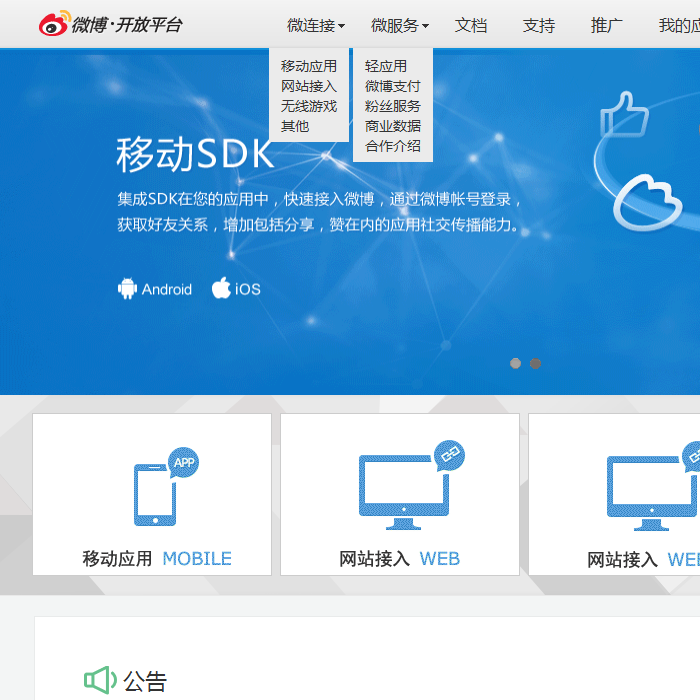 微博·开放平台
微连接 微服务 文档 支持 推广 我的应
移动应用
网站接入
无线游戏
其他
轻应用
微博支付
粉丝服务
商业数据
合作介绍
移动SDK
集成SDK在您的应用中，快速接入微博，通过微博帐号登录，
获取好友关系，增加包括分享，赞在内的应用社交传播能力。
Android iOS
APP
移动应用 MOBILE
网站接入 WEB
网站接入 WEB
公告